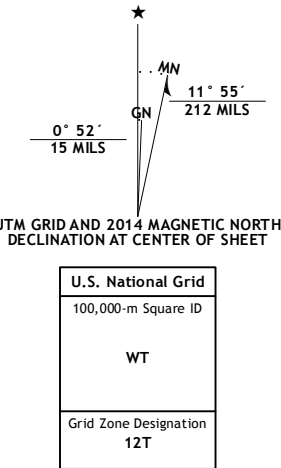 ★
MN
GN
11° 55´
212 MILS
0° 52´
15 MILS
UTM GRID AND 2014 MAGNETIC NORTH
DECLINATION AT CENTER OF SHEET
U.S. National Grid
100,000-m Square ID
WT
Grid Zone Designation
12T